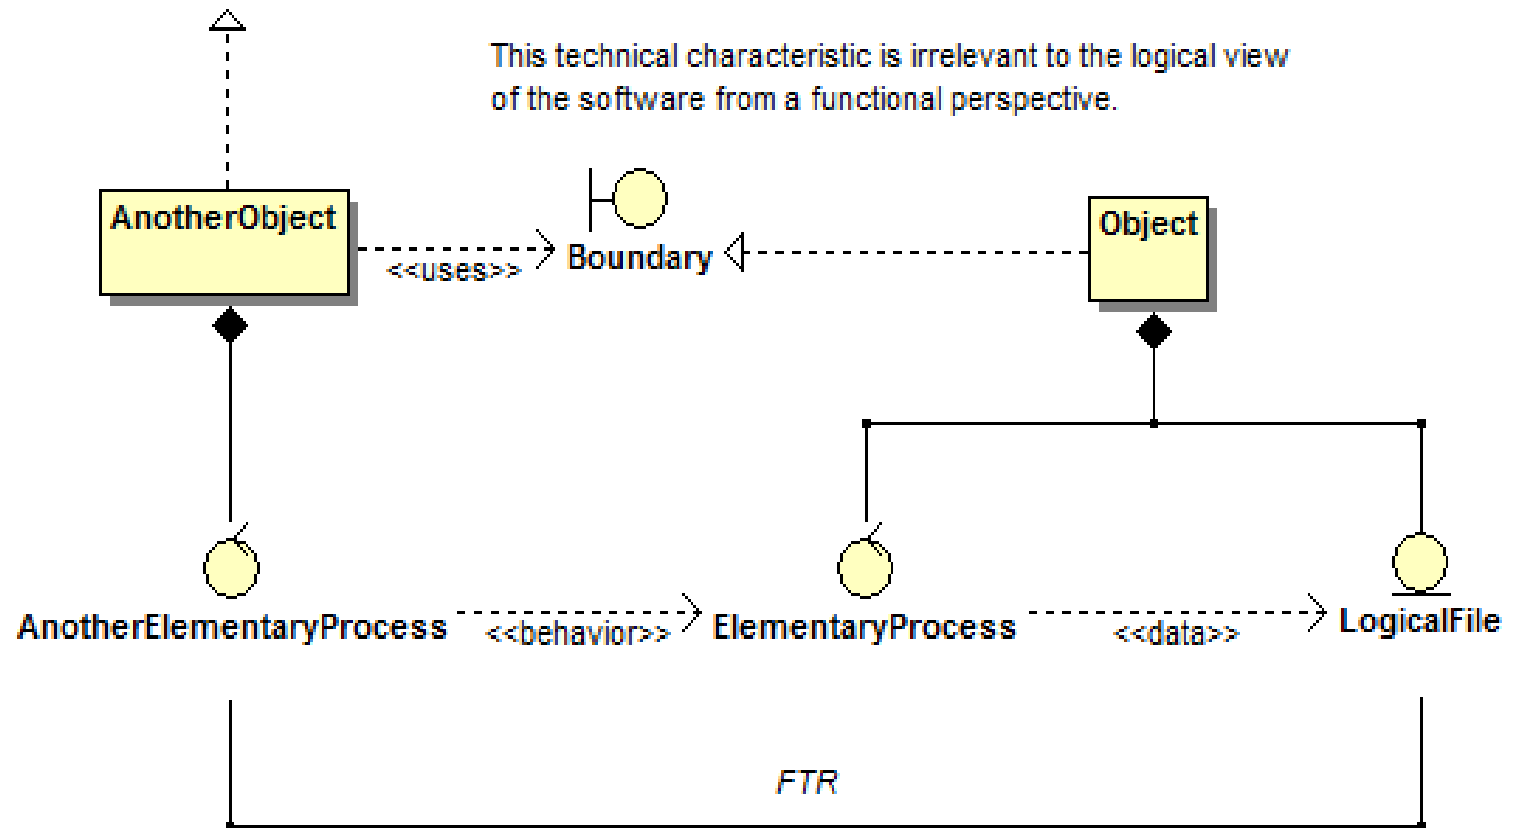 This technical characteristic is irrelevant to the logical view
of the software from a functional perspective.
AnotherObject
<<uses>>
Boundary
Object
AnotherElementaryProcess
<<behavior>>
ElementaryProcess
<<data>>
LogicalFile
FTR